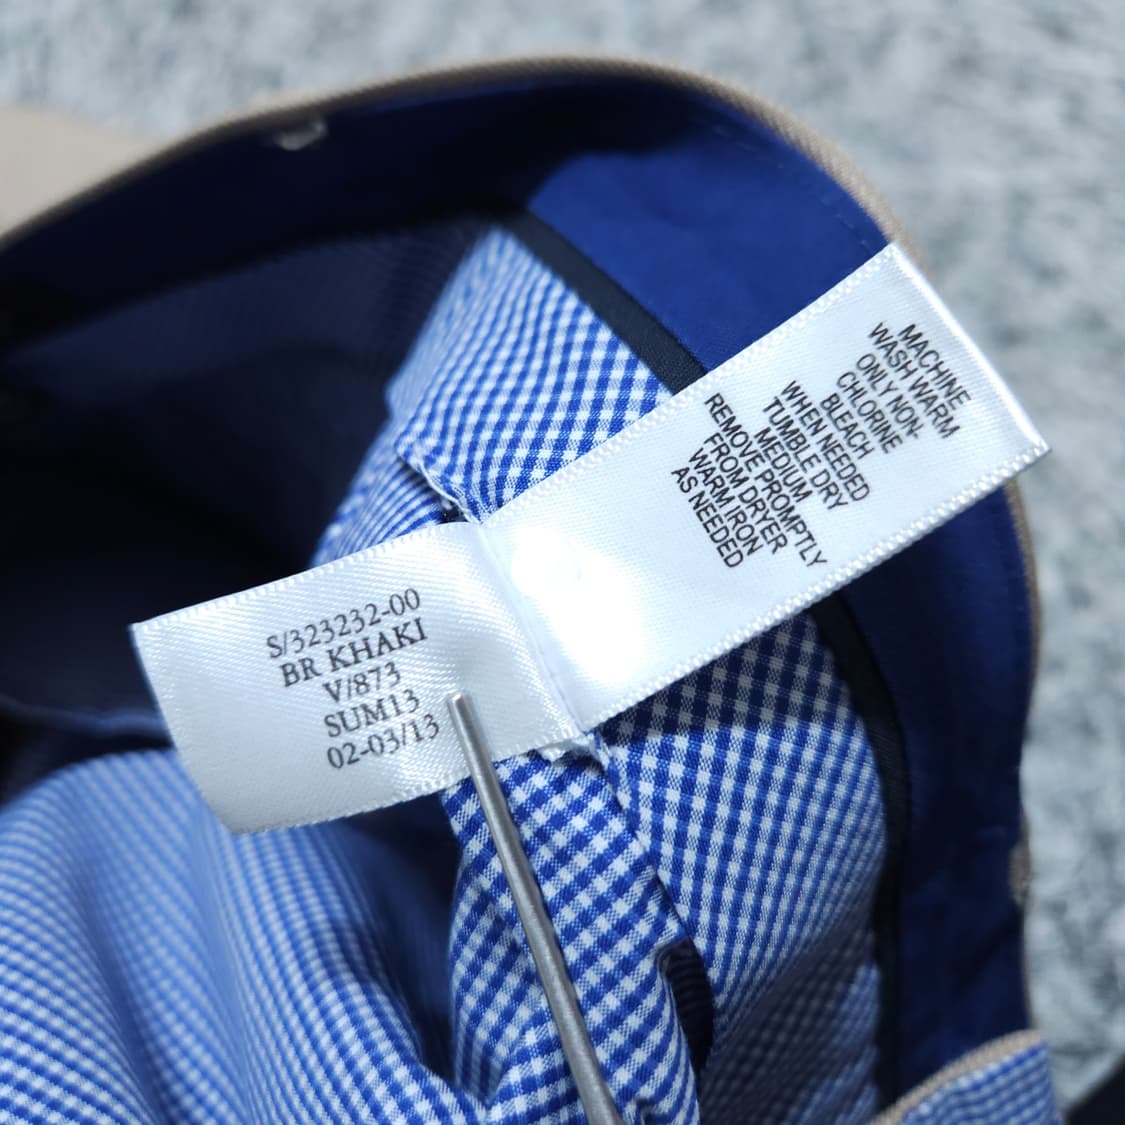 S/323232-00
BR KHAKI
V/873
SUM13
02-03/13
MACHINE
WASH WARM
ONLY NON-
CHLORINE
BLEACH
WHEN NEEDED
TUMBLE DRY
MEDIUM
REMOVE PROMPTLY
FROM DRYER
WARM IRON
AS NEEDED